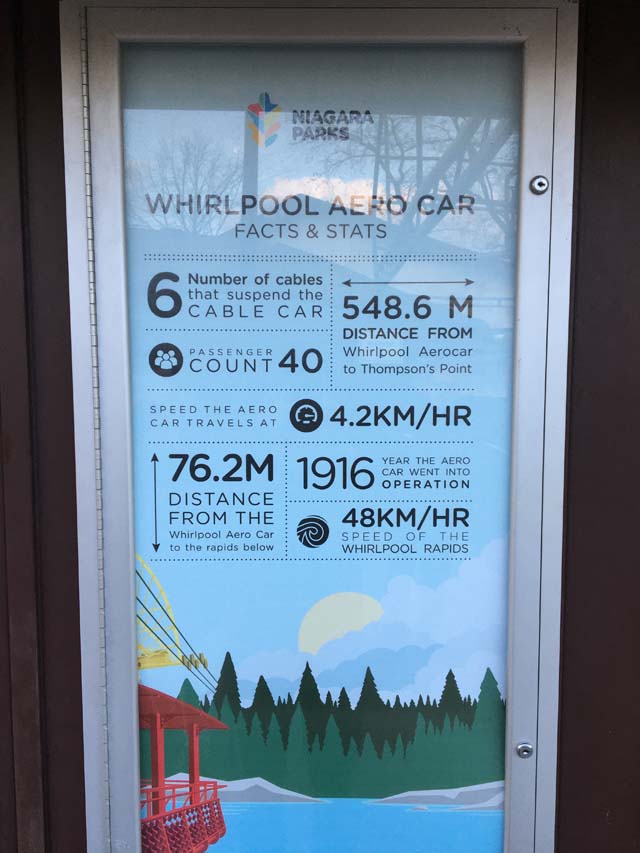 NIAGARA
PARKS
WHIRLPOOL AERO CAR
FACTS & STATS
6
Number of cables
that suspend the
CABLE CAR
548.6 M
DISTANCE FROM
Whirlpool Aerocar
to Thompson's Point
PASSENGER
COUNT 40
SPEED THE AERO
CAR TRAVELS AT
4.2KM/HR
76.2M
DISTANCE
FROM THE
Whirlpool Aero Car
to the rapids below
1916
YEAR THE AERO
CAR WENT INTO
OPERATION
48KM/HR
SPEED OF THE
WHIRLPOOL RAPIDS